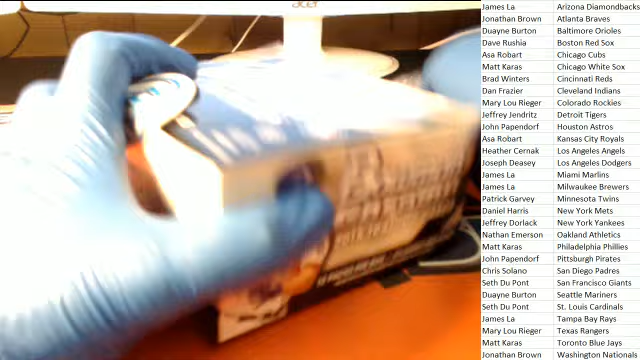 acer
James La Arizona Diamondbacks
Jonathan Brown Atlanta Braves
Duayne Burton Baltimore Orioles
Dave Rushia Boston Red Sox
Asa Robart Chicago Cubs
Matt Karas Chicago White Sox
Brad Winters Cincinnati Reds
Dan Frazier Cleveland Indians
Mary Lou Rieger Colorado Rockies
Jeffrey Jendritz Detroit Tigers
John Papendorf Houston Astros
Asa Robart Kansas City Royals
Heather Cernak Los Angeles Angels
Joseph Deasey Los Angeles Dodgers
James La Miami Marlins
James La Milwaukee Brewers
Patrick Garvey Minnesota Twins
Daniel Harris New York Mets
Jeffrey Dorlack New York Yankees
Nathan Emerson Oakland Athletics
Matt Karas Philadelphia Phillies
John Papendorf Pittsburgh Pirates
Chris Solano San Diego Padres
Seth Du Pont San Francisco Giants
Duayne Burton Seattle Mariners
Seth Du Pont St. Louis Cardinals
James La Tampa Bay Rays
Mary Lou Rieger Texas Rangers
Matt Karas Toronto Blue Jays
Jonathan Brown Washington Nationals